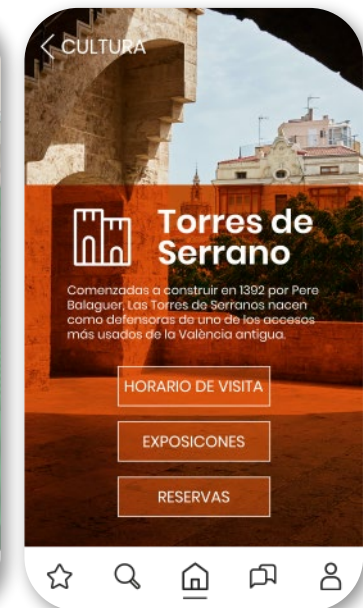 CULTURA
Torres de
Serrano
Comenzadas a construir en 1392 por Pere
Balaguer, Las Torres de Serranos nacen
como defensoras de uno de los accesos
más usados de la València antigua.
HORARIO DE VISITA
EXPOSICONES
RESERVAS